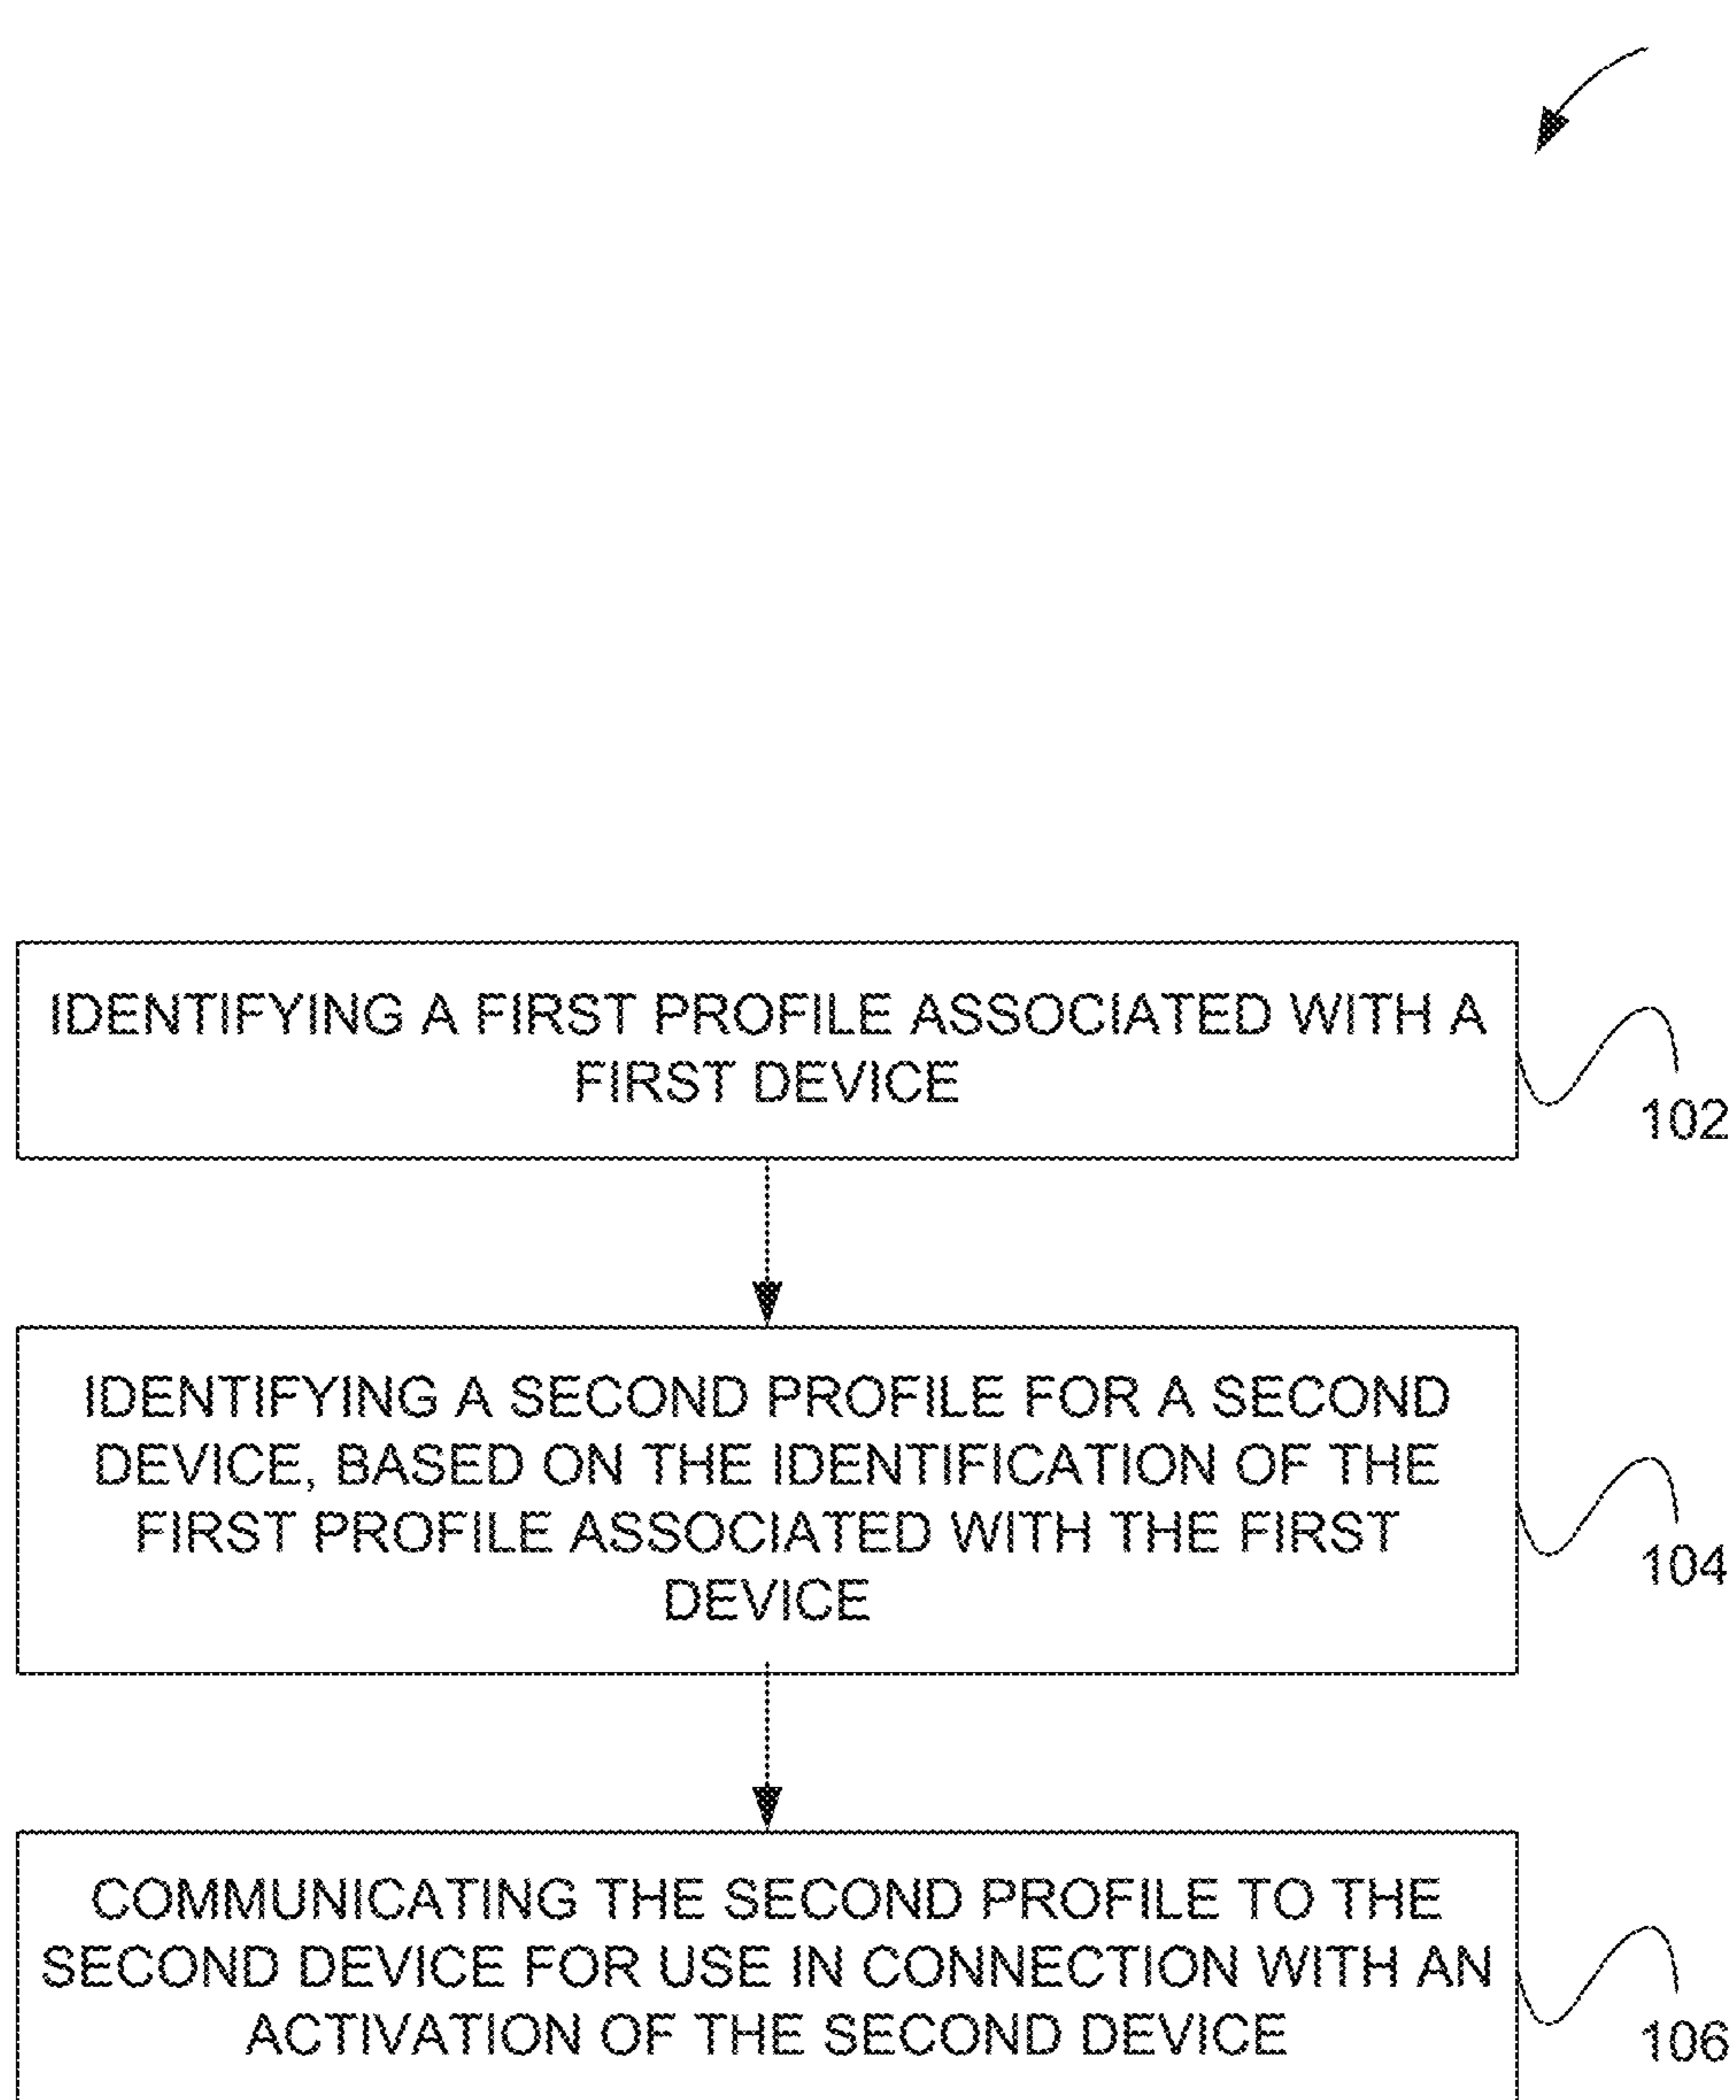 IDENTIFYING A FIRST PROFILE ASSOCIATED WITH A
FIRST DEVICE
102
IDENTIFYING A SECOND PROFILE FOR A SECOND
DEVICE, BASED ON THE IDENTIFICATION OF THE
FIRST PROFILE ASSOCIATED WITH THE FIRST
DEVICE
104
COMMUNICATING THE SECOND PROFILE TO THE
SECOND DEVICE FOR USE IN CONNECTION WITH AN
ACTIVATION OF THE SECOND DEVICE
106